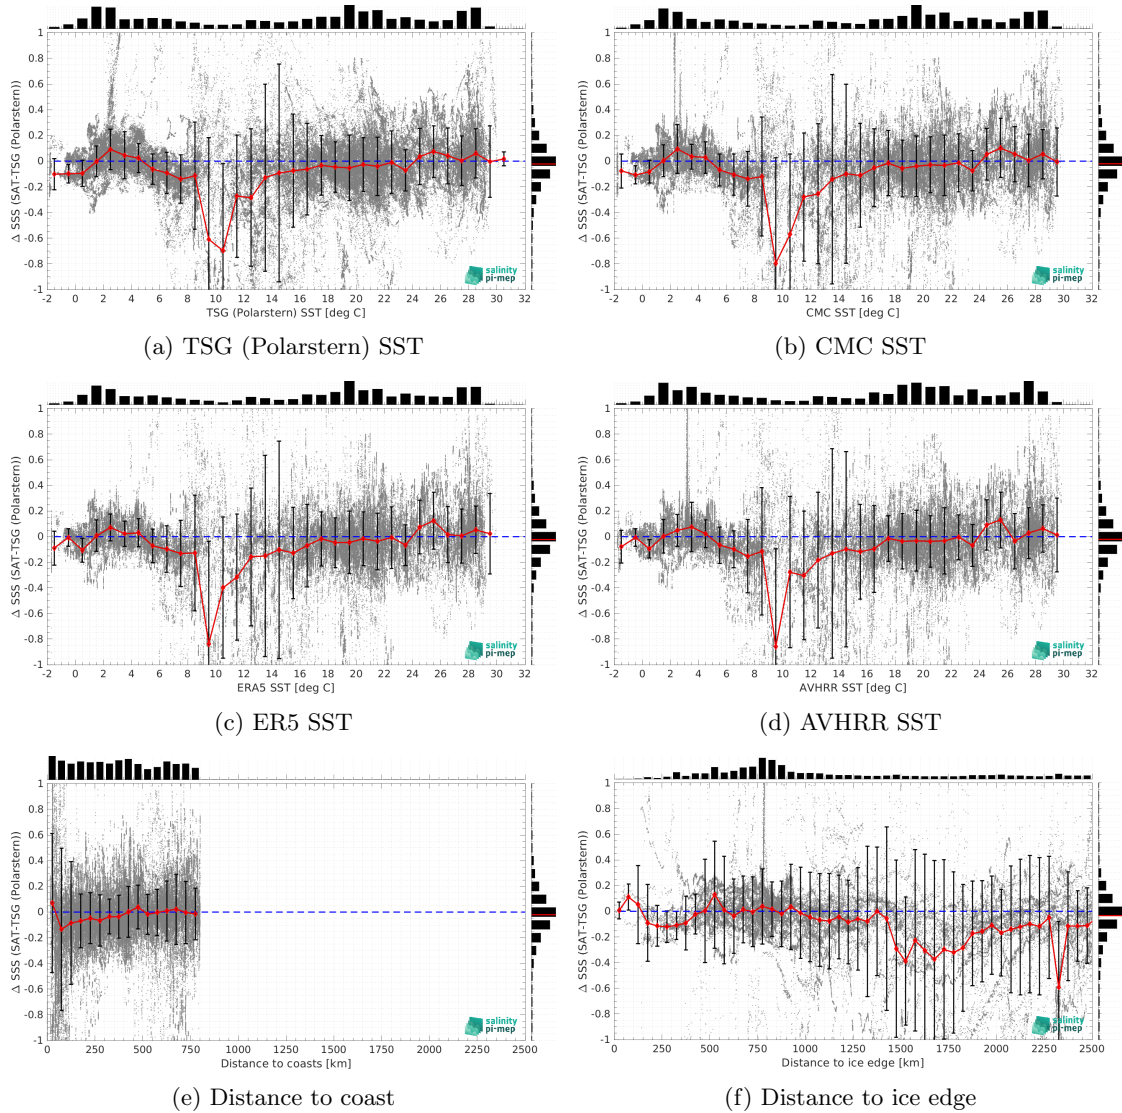 1
0.8
0.6
0.4
0.2
0
-0.2
-0.4
-0.6
-0.8
-1
Δ SSS (SAT-TSG (Polarstern))
salinity
pi-mep
-2 0 2 4 6 8 10 12 14 16 18 20 22 24 26 28 30 32
TSG (Polarstern) SST [deg C]
(a) TSG (Polarstern) SST
1
0.8
0.6
0.4
0.2
0
-0.2
-0.4
-0.6
-0.8
-1
Δ SSS (SAT-TSG (Polarstern))
salinity
pi-mep
-2 0 2 4 6 8 10 12 14 16 18 20 22 24 26 28 30 32
CMC SST [deg C]
(b) CMC SST
1
0.8
0.6
0.4
0.2
0
-0.2
-0.4
-0.6
-0.8
-1
Δ SSS (SAT-TSG (Polarstern))
salinity
pi-mep
-2 0 2 4 6 8 10 12 14 16 18 20 22 24 26 28 30 32
ERA5 SST [deg C]
(c) ER5 SST
1
0.8
0.6
0.4
0.2
0
-0.2
-0.4
-0.6
-0.8
-1
Δ SSS (SAT-TSG (Polarstern))
salinity
pi-mep
-2 0 2 4 6 8 10 12 14 16 18 20 22 24 26 28 30 32
AVHRR SST [deg C]
(d) AVHRR SST
1
0.8
0.6
0.4
0.2
0
-0.2
-0.4
-0.6
-0.8
-1
Δ SSS (SAT-TSG (Polarstern))
salinity
pi-mep
0 250 500 750 1000 1250 1500 1750 2000 2250 2500
Distance to coasts [km]
(e) Distance to coast
1
0.8
0.6
0.4
0.2
0
-0.2
-0.4
-0.6
-0.8
-1
Δ SSS (SAT-TSG (Polarstern))
salinity
pi-mep
0 250 500 750 1000 1250 1500 1750 2000 2250 2500
Distance to ice edge [km]
(f) Distance to ice edge